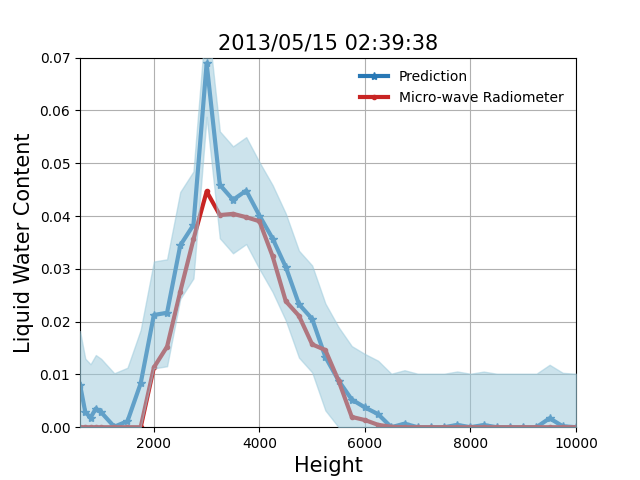 2013/05/15 02:39:38
Prediction
Micro-wave Radiometer
Liquid Water Content
0.07
0.06
0.05
0.04
0.03
0.02
0.01
0.00
2000 4000 6000 8000 10000
Height